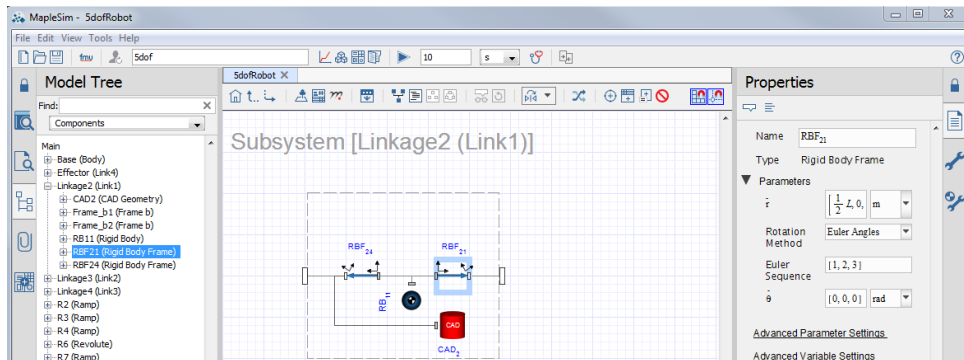 MapleSim - 5dofRobot
File Edit View Tools Help
fmu 5dof 10 s
Model Tree
Find:
Components
Main
Base (Body)
Effector (Link4)
Linkage2 (Link1)
CAD2 (CAD Geometry)
Frame_b1 (Frame b)
Frame_b2 (Frame b)
RB11 (Rigid Body)
RBF21 (Rigid Body Frame)
RBF24 (Rigid Body Frame)
Linkage3 (Link2)
Linkage4 (Link3)
R2 (Ramp)
R3 (Ramp)
R4 (Ramp)
R6 (Revolute)
R7 (Ramp)
5dofRobot
Subsystem [Linkage2 (Link1)]
RBF24 RBF21
RB11
CAD
CAD2
Properties
Name RBF21
Type Rigid Body Frame
Parameters
r̄ [1/2 L, 0, m
Rotation Method Euler Angles
Euler Sequence [1, 2, 3]
θ̄ [0, 0, 0] rad
Advanced Parameter Settings
Advanced Variable Settings